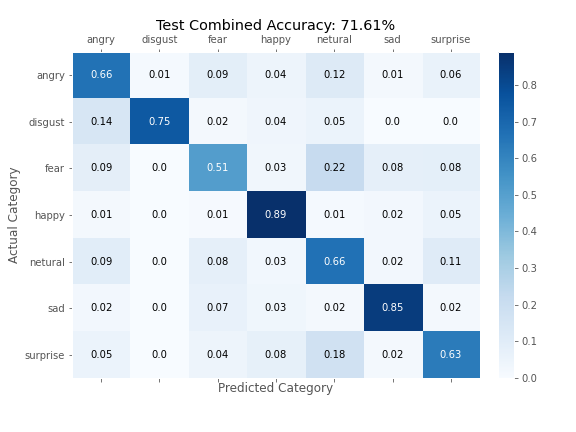 Test Combined Accuracy: 71.61%
angry disgust fear happy netural sad surprise
angry 0.66 0.01 0.09 0.04 0.12 0.01 0.06
0.8
disgust 0.14 0.75 0.02 0.04 0.05 0.0 0.0
0.7
0.6
fear 0.09 0.0 0.51 0.03 0.22 0.08 0.08
0.5
Actual Category
happy 0.01 0.0 0.01 0.89 0.01 0.02 0.05
0.4
netural 0.09 0.0 0.08 0.03 0.66 0.02 0.11
0.3
sad 0.02 0.0 0.07 0.03 0.02 0.85 0.02
0.2
0.1
surprise 0.05 0.0 0.04 0.08 0.18 0.02 0.63
0.0
Predicted Category